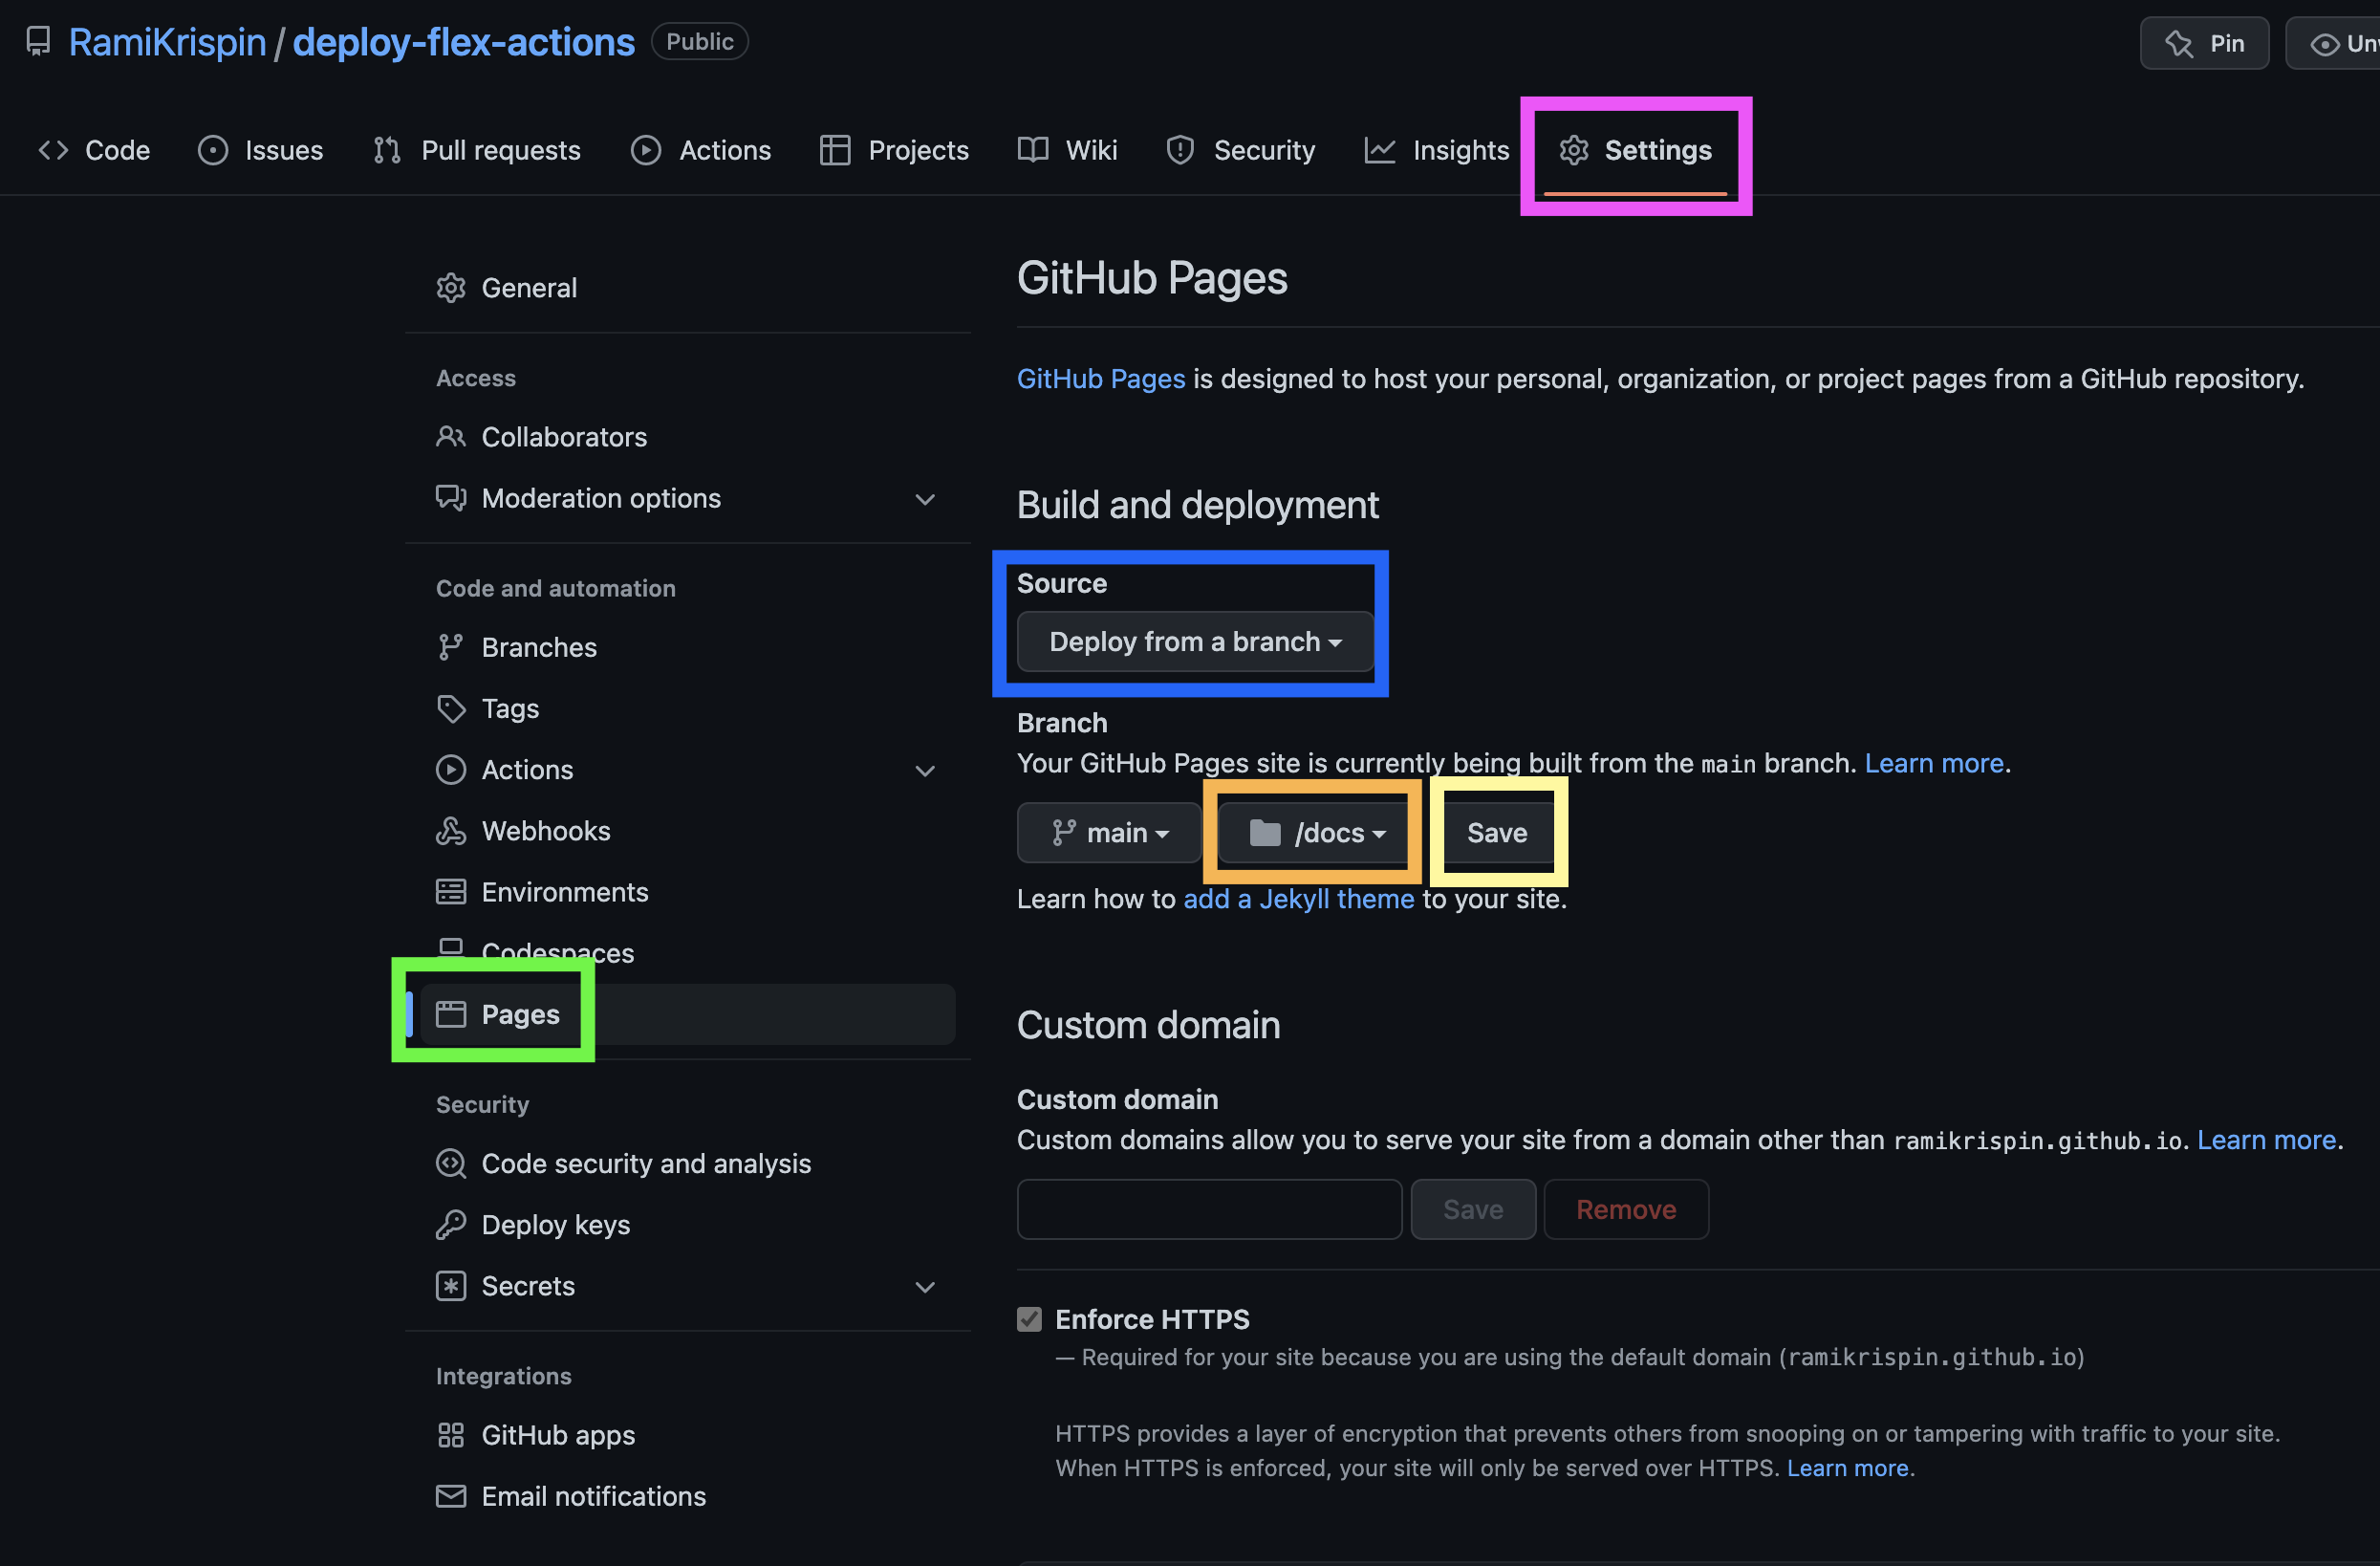 RamiKrispin / deploy-flex-actions Public
Pin
Code Issues Pull requests Actions Projects Wiki Security Insights Settings
General
Access
Collaborators
Moderation options
Code and automation
Branches
Tags
Actions
Webhooks
Environments
Codespaces
Pages
Security
Code security and analysis
Deploy keys
Secrets
Integrations
GitHub apps
Email notifications
GitHub Pages
GitHub Pages is designed to host your personal, organization, or project pages from a GitHub repository.
Build and deployment
Source
Deploy from a branch
Branch
Your GitHub Pages site is currently being built from the main branch. Learn more.
main /docs Save
Learn how to add a Jekyll theme to your site.
Custom domain
Custom domain
Custom domains allow you to serve your site from a domain other than ramikrispin.github.io. Learn more.
Save Remove
Enforce HTTPS
— Required for your site because you are using the default domain (ramikrispin.github.io)
HTTPS provides a layer of encryption that prevents others from snooping on or tampering with traffic to your site.
When HTTPS is enforced, your site will only be served over HTTPS. Learn more.